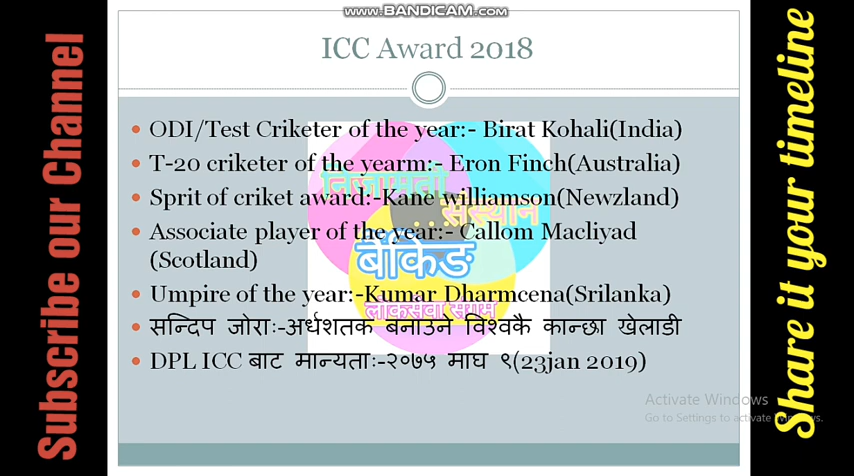 www.BANDICAM.com
ICC Award 2018
ODI/Test Criketer of the year:- Birat Kohali(India)
T-20 criketer of the yearm:- Eron Finch(Australia)
Sprit of criket award:-Kane williamson(Newzland)
Associate player of the year:- Callom Macliyad
(Scotland)
Umpire of the year:-Kumar Dharmcena(Srilanka)
सन्दिप जोराः-अर्धशतक बनाउने विश्वकै कान्छा खेलाडी
DPL ICC बाट मान्यताः-२०७५ माघ ९(23jan 2019)
निजामती
संस्थान
बैंकिङ
लोकसेवा संग्राम
Subscribe our Channel
Share it your timeline
Activate Windows
Go to Settings to activate Windows.